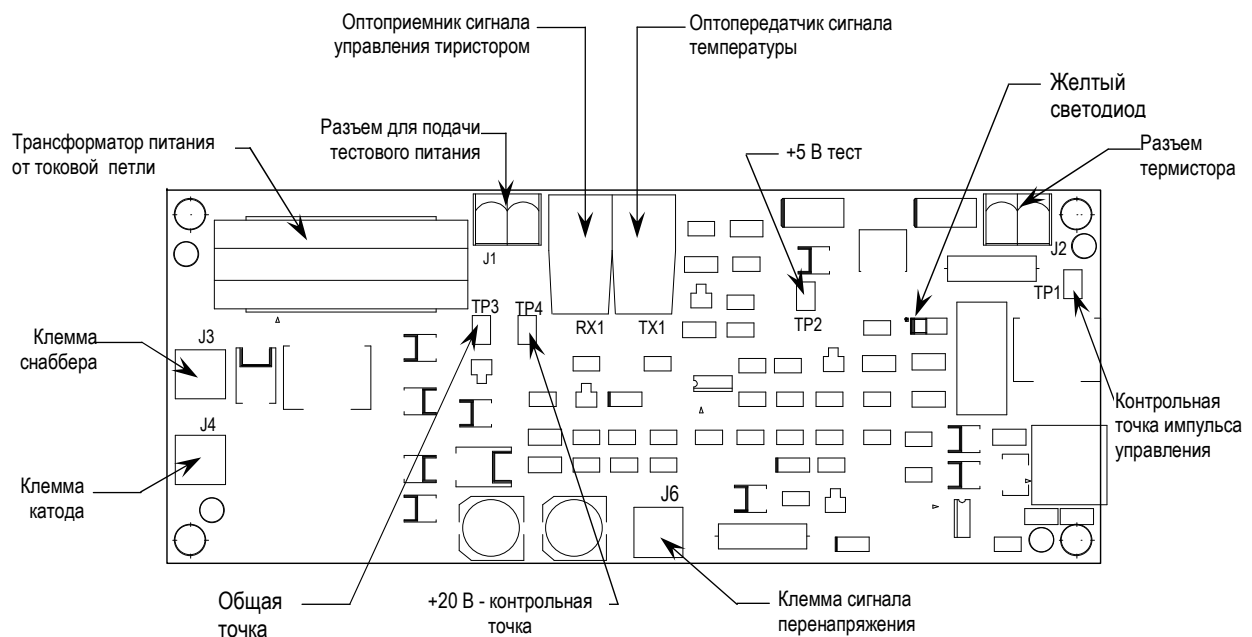 Оптоприемник сигнала
управления тиристором
Оптопередатчик сигнала
температуры
Желтый
светодиод
Трансформатор питания
от токовой петли
Разъем для подачи
тестового питания
+5 В тест
Разъем
термистора
J1
J2
TP1
TP3
TP4
RX1
TX1
TP2
Клемма
снаббера
J3
J4
Контрольная
точка импульса
управления
Клемма
катода
J6
Общая
точка
+20 В - контрольная
точка
Клемма сигнала
перенапряжения